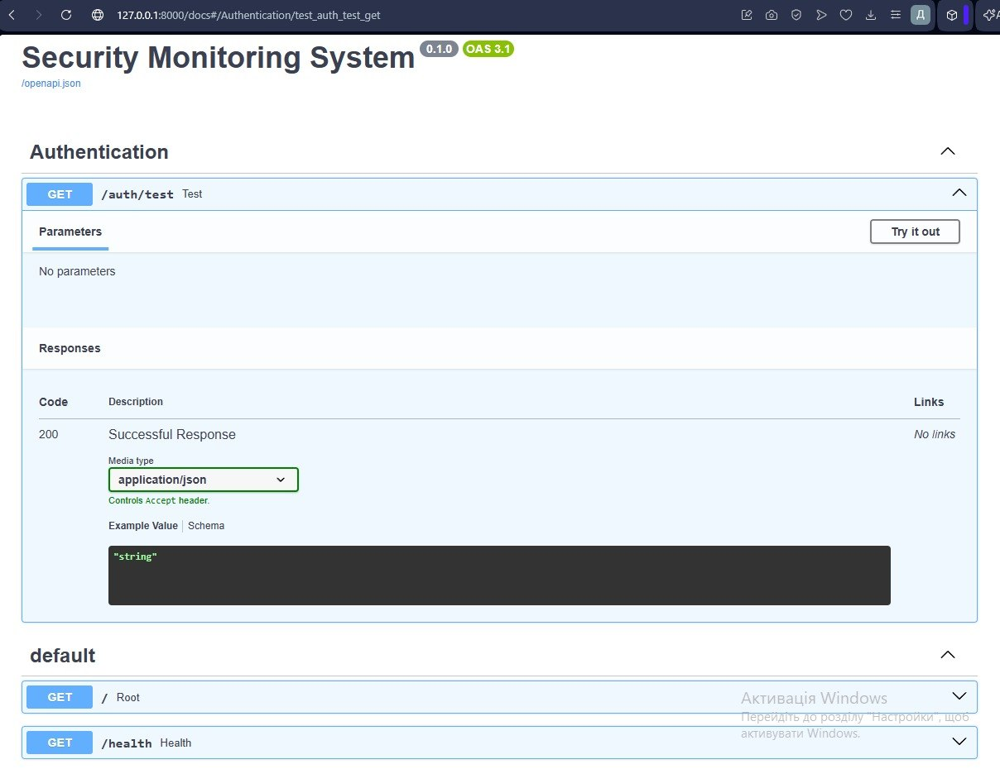 127.0.0.1:8000/docs#/Authentication/test_auth_test_get
Д
A
Security Monitoring System 0.1.0 OAS 3.1
/openapi.json
Authentication
GET /auth/test Test
Parameters
Try it out
No parameters
Responses
Code Description Links
200 Successful Response No links
Media type
application/json
Controls Accept header.
Example Value Schema
"string"
default
GET / Root
GET /health Health
Активація Windows
Перейдіть до розділу "Настройки", щоб
активувати Windows.